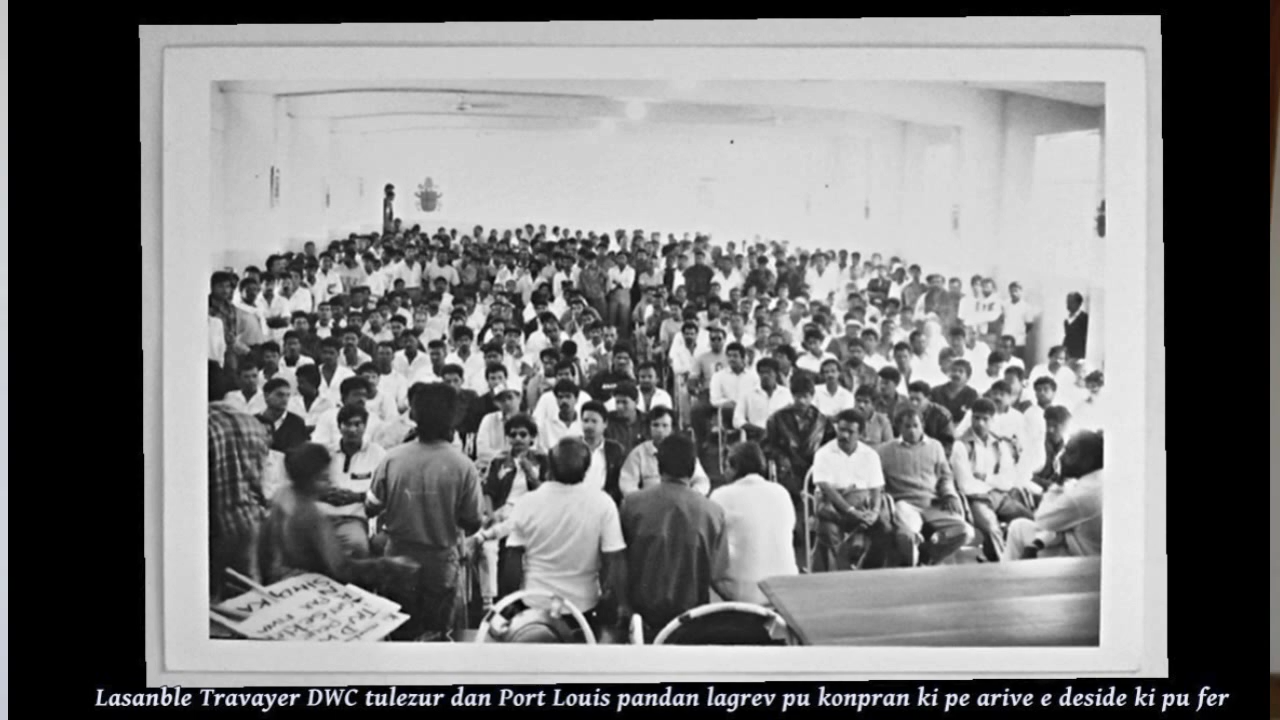 Lasanble Travayer DWC tulezur dan Port Louis pandan lagrev pu konpran ki pe arive e deside ki pu fer